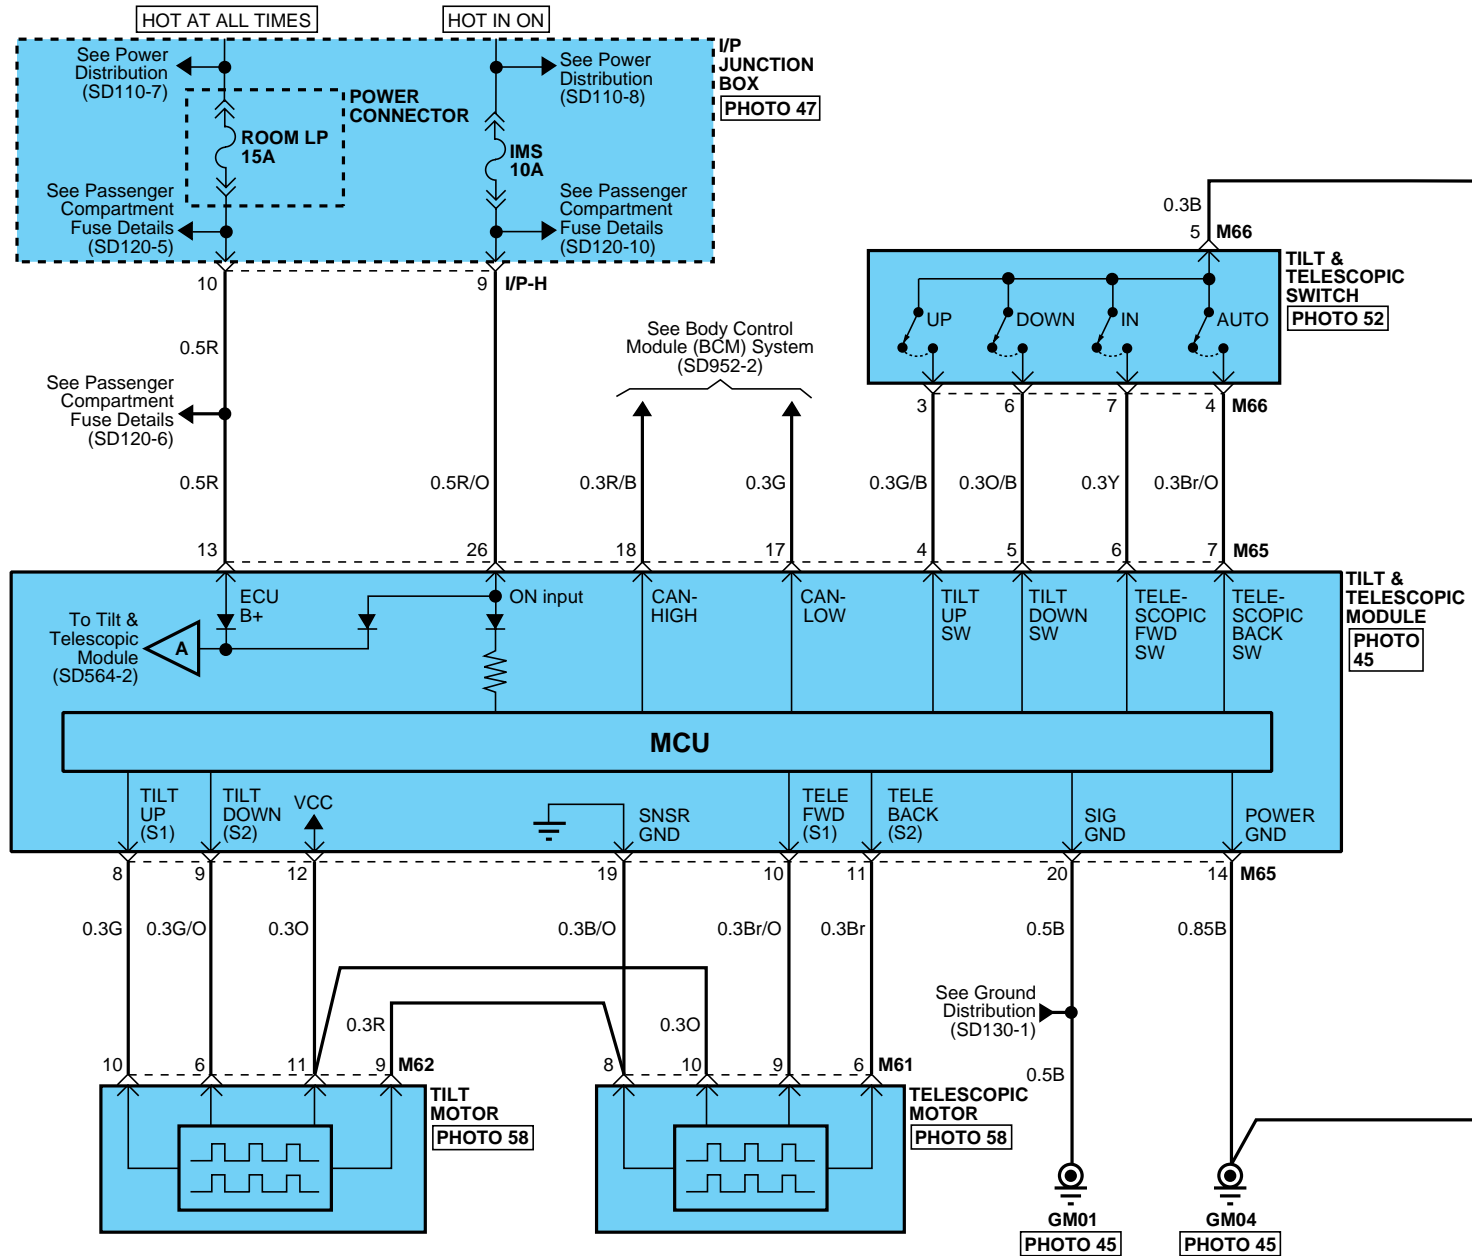 HOT AT ALL TIMES
HOT IN ON
See Power
Distribution
(SD110-7)
See Power
Distribution
(SD110-8)
I/P
JUNCTION
BOX
PHOTO 47
POWER
CONNECTOR
ROOM LP
15A
IMS
10A
See Passenger
Compartment
Fuse Details
(SD120-5)
See Passenger
Compartment
Fuse Details
(SD120-10)
10
9
I/P-H
0.3B
5
M66
TILT &
TELESCOPIC
SWITCH
PHOTO 52
UP
DOWN
IN
AUTO
3
6
7
4
M66
0.5R
See Passenger
Compartment
Fuse Details
(SD120-6)
See Body Control
Module (BCM) System
(SD952-2)
0.5R
0.5R/O
0.3R/B
0.3G
0.3G/B
0.3O/B
0.3Y
0.3Br/O
13
26
18
17
4
5
6
7
M65
TILT &
TELESCOPIC
MODULE
PHOTO
45
To Tilt &
Telescopic
Module
(SD564-2)
A
ECU
B+
ON input
CAN-
HIGH
CAN-
LOW
TILT
UP
SW
TILT
DOWN
SW
TELE-
SCOPIC
FWD
SW
TELE-
SCOPIC
BACK
SW
MCU
TILT
UP
(S1)
TILT
DOWN
(S2)
VCC
SNSR
GND
TELE
FWD
(S1)
TELE
BACK
(S2)
SIG
GND
POWER
GND
8
9
12
19
10
11
20
14
M65
0.3G
0.3G/O
0.3O
0.3B/O
0.3Br/O
0.3Br
0.5B
0.85B
0.3R
0.3O
See Ground
Distribution
(SD130-1)
0.5B
10
6
11
9
M62
8
10
9
6
M61
TILT
MOTOR
PHOTO 58
TELESCOPIC
MOTOR
PHOTO 58
GM01
PHOTO 45
GM04
PHOTO 45